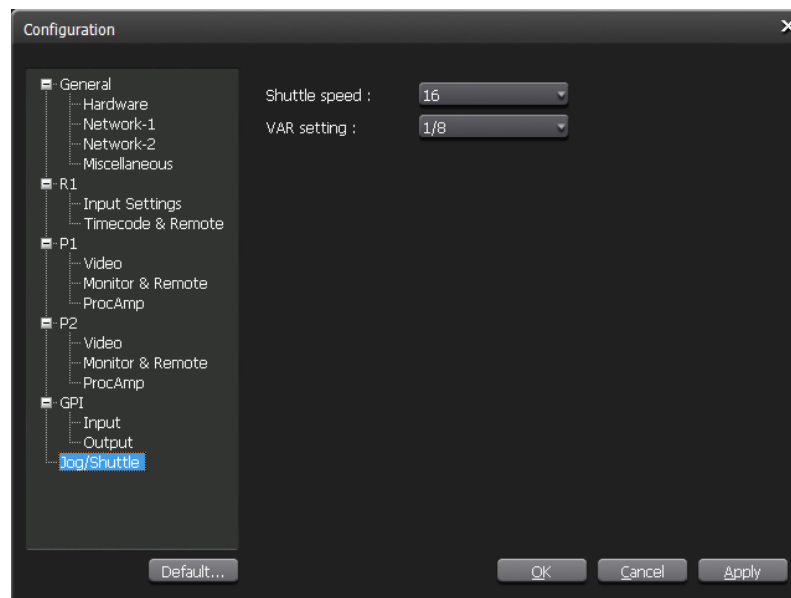 Configuration
General
Hardware
Network-1
Network-2
Miscellaneous
R1
Input Settings
Timecode & Remote
P1
Video
Monitor & Remote
ProcAmp
P2
Video
Monitor & Remote
ProcAmp
GPI
Input
Output
Jog/Shuttle
Shuttle speed : 16
VAR setting : 1/8
Default... OK Cancel Apply